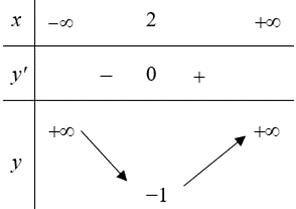 x −∞ 2 +∞
y′ − 0 +
+∞ +∞
y
−1